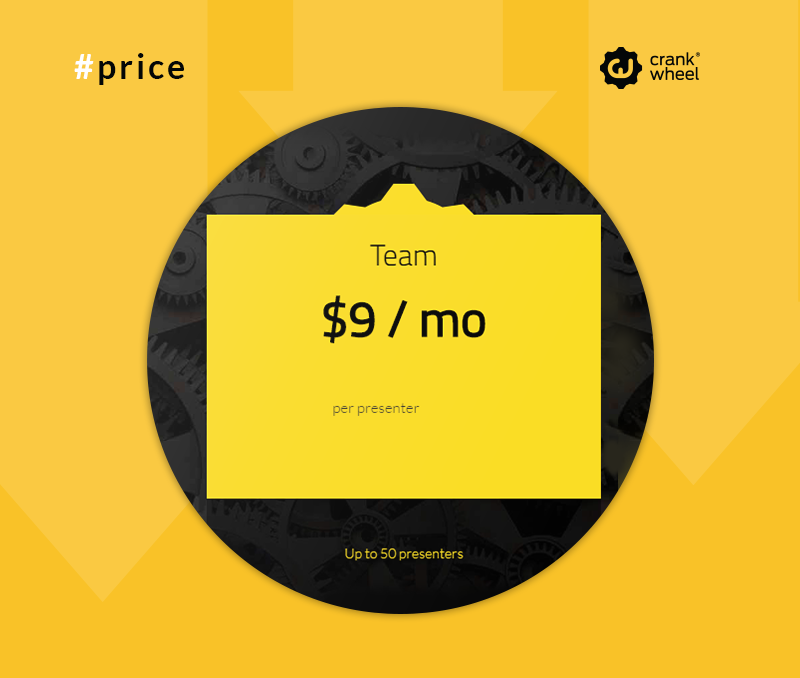 #price
crank®
wheel
Team
$9 / mo
per presenter
Up to 50 presenters